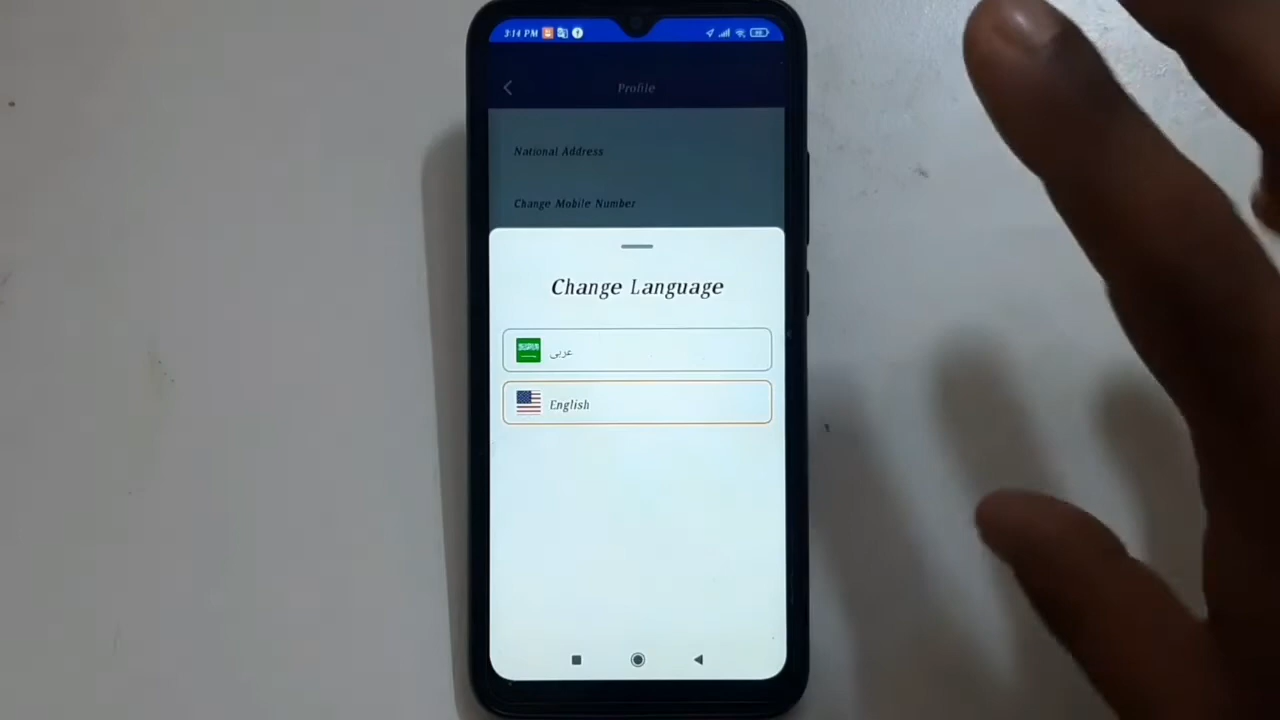 3:14 PM
Profile
National Address
Change Mobile Number
Change Language
عربي
English